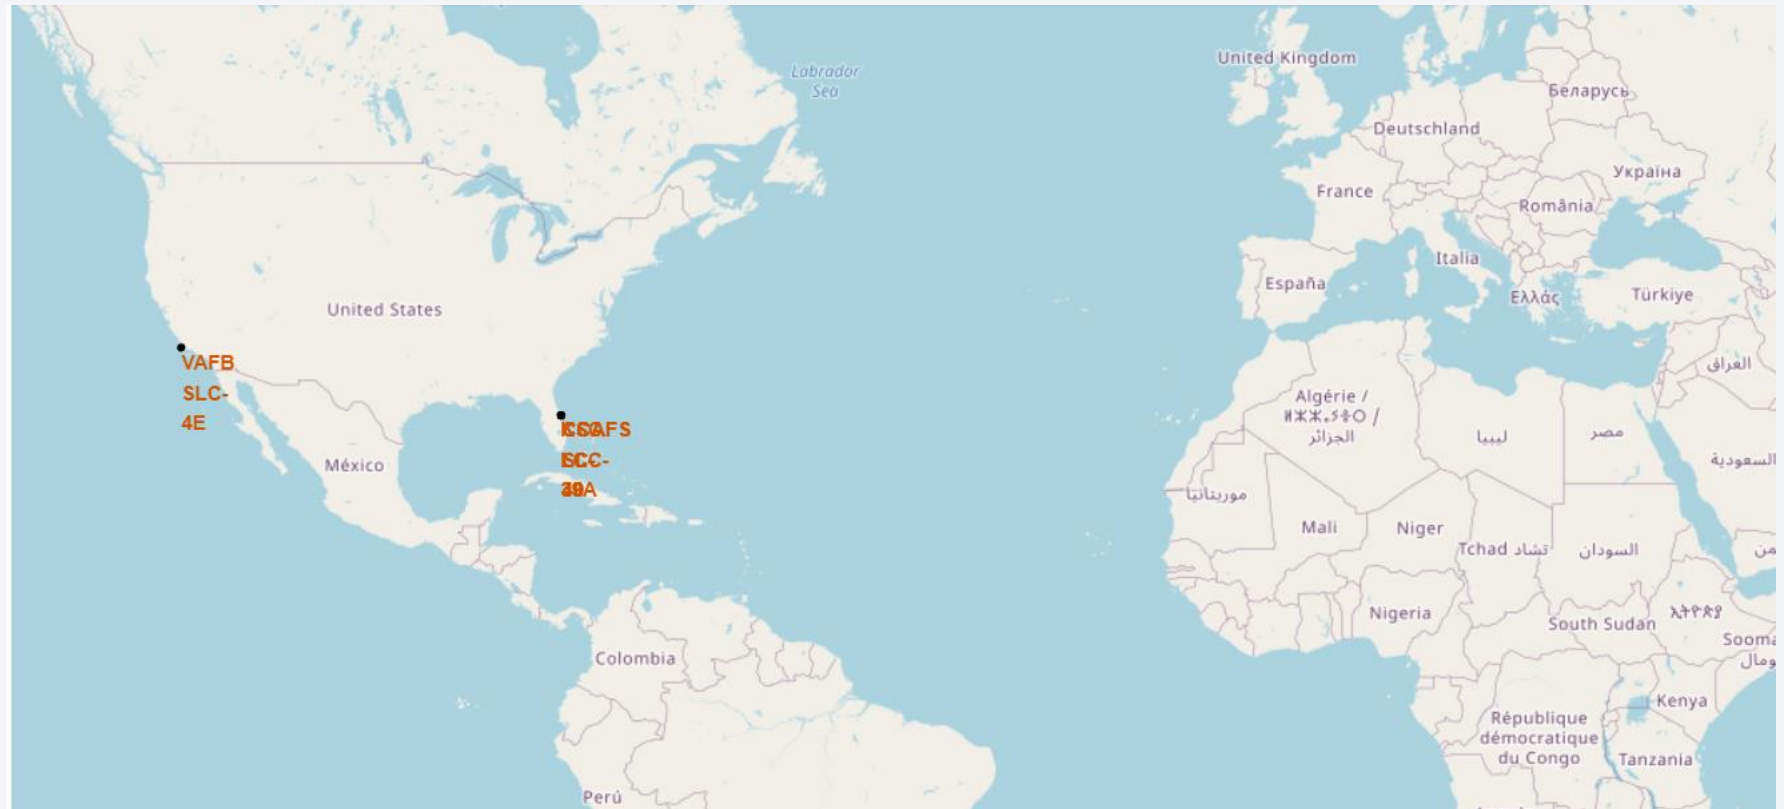 Labrador
Sea
United Kingdom
Беларусь
Deutschland
Україна
France
România
Italia
España
Ελλάς
Türkiye
United States
العراق
VAFB
SLC-
4E
Algérie /
ⵍⵣⵣⴰⵢⴻⵔ /
الجزائر
ليبيا
مصر
السعودية
México
موريتانيا
Mali
Niger
Tchad تشاد
السودان
Nigeria
South Sudan
Colombia
Kenya
République
démocratique
du Congo
Tanzania
Perú